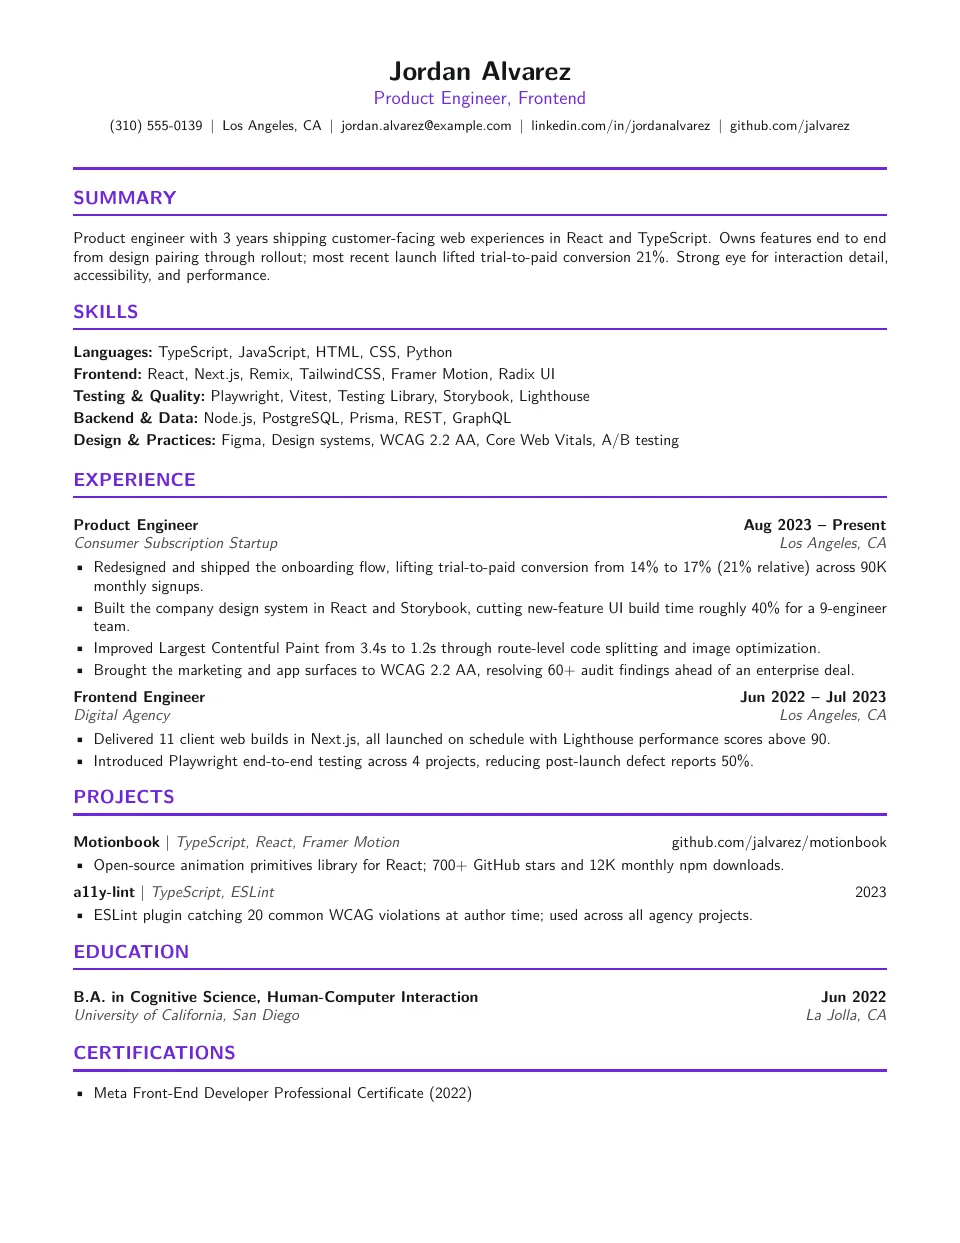 Jordan Alvarez
Product Engineer, Frontend
(310) 555-0139 | Los Angeles, CA | jordan.alvarez@example.com | linkedin.com/in/jordanalvarez | github.com/jalvarez
SUMMARY
Product engineer with 3 years shipping customer-facing web experiences in React and TypeScript. Owns features end to end
from design pairing through rollout; most recent launch lifted trial-to-paid conversion 21%. Strong eye for interaction detail,
accessibility, and performance.
SKILLS
Languages: TypeScript, JavaScript, HTML, CSS, Python
Frontend: React, Next.js, Remix, TailwindCSS, Framer Motion, Radix UI
Testing & Quality: Playwright, Vitest, Testing Library, Storybook, Lighthouse
Backend & Data: Node.js, PostgreSQL, Prisma, REST, GraphQL
Design & Practices: Figma, Design systems, WCAG 2.2 AA, Core Web Vitals, A/B testing
EXPERIENCE
Product Engineer Aug 2023 – Present
Consumer Subscription Startup Los Angeles, CA
▪ Redesigned and shipped the onboarding flow, lifting trial-to-paid conversion from 14% to 17% (21% relative) across 90K
monthly signups.
▪ Built the company design system in React and Storybook, cutting new-feature UI build time roughly 40% for a 9-engineer
team.
▪ Improved Largest Contentful Paint from 3.4s to 1.2s through route-level code splitting and image optimization.
▪ Brought the marketing and app surfaces to WCAG 2.2 AA, resolving 60+ audit findings ahead of an enterprise deal.
Frontend Engineer Jun 2022 – Jul 2023
Digital Agency Los Angeles, CA
▪ Delivered 11 client web builds in Next.js, all launched on schedule with Lighthouse performance scores above 90.
▪ Introduced Playwright end-to-end testing across 4 projects, reducing post-launch defect reports 50%.
PROJECTS
Motionbook | TypeScript, React, Framer Motion github.com/jalvarez/motionbook
▪ Open-source animation primitives library for React; 700+ GitHub stars and 12K monthly npm downloads.
a11y-lint | TypeScript, ESLint 2023
▪ ESLint plugin catching 20 common WCAG violations at author time; used across all agency projects.
EDUCATION
B.A. in Cognitive Science, Human-Computer Interaction Jun 2022
University of California, San Diego La Jolla, CA
CERTIFICATIONS
▪ Meta Front-End Developer Professional Certificate (2022)